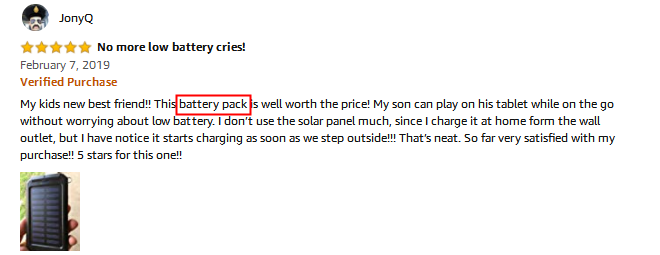 JonyQ
No more low battery cries!
February 7, 2019
Verified Purchase
My kids new best friend!! This battery pack is well worth the price! My son can play on his tablet while on the go
without worrying about low battery. I don't use the solar panel much, since I charge it at home form the wall
outlet, but I have notice it starts charging as soon as we step outside!!! That's neat. So far very satisfied with my
purchase!! 5 stars for this one!!